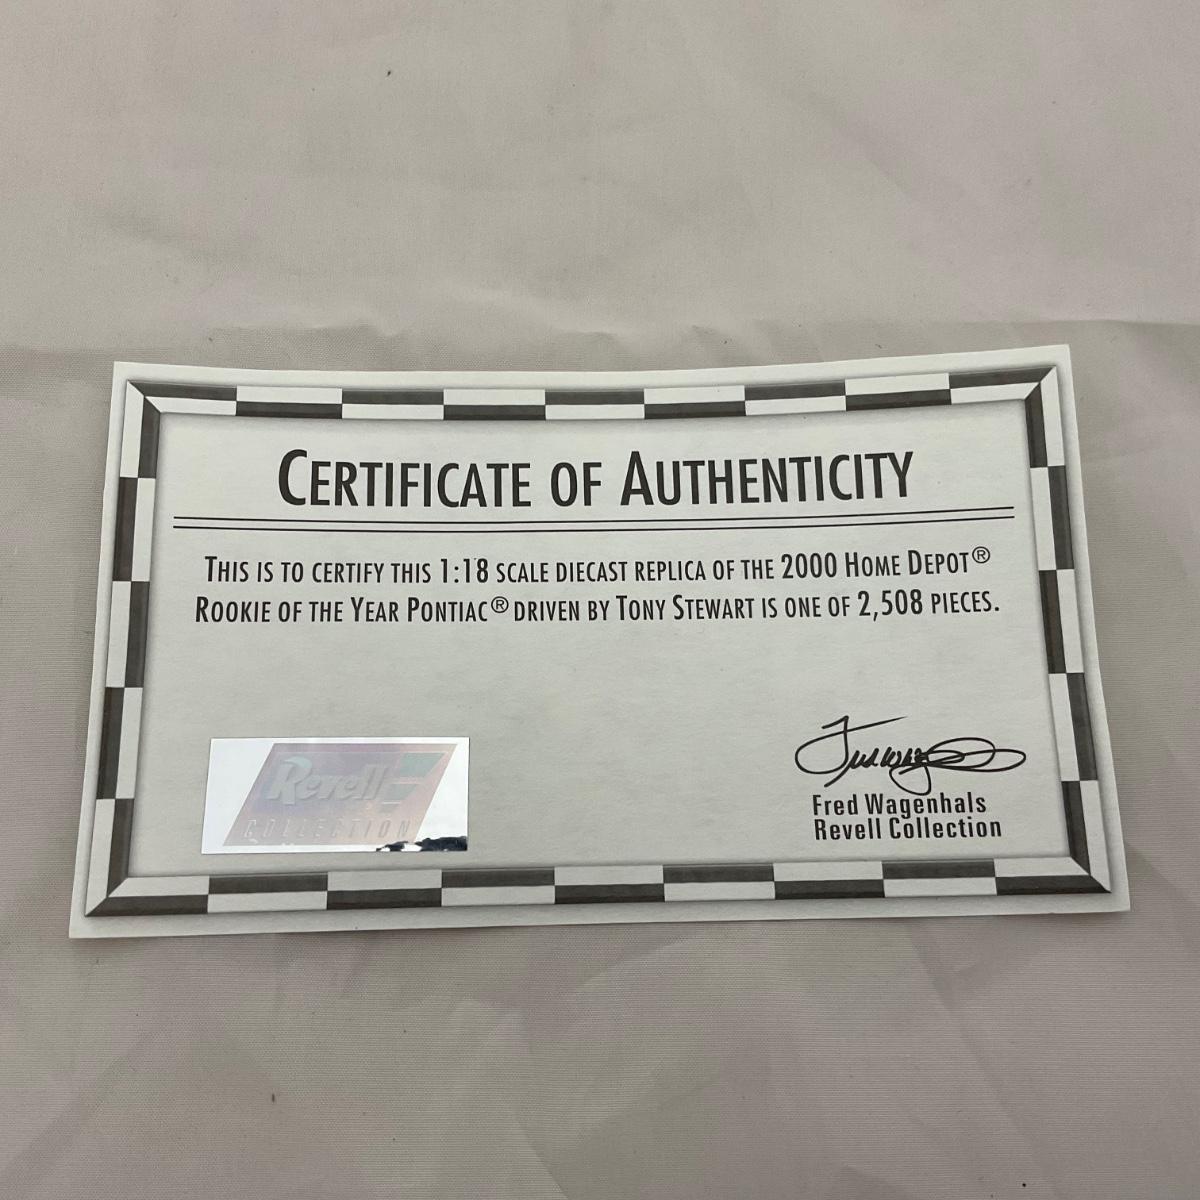 CERTIFICATE OF AUTHENTICITY
THIS IS TO CERTIFY THIS 1:18 SCALE DIECAST REPLICA OF THE 2000 HOME DEPOT®
ROOKIE OF THE YEAR PONTIAC® DRIVEN BY TONY STEWART IS ONE OF 2,508 PIECES.
Revell
COLLECTION
Fred Wagenhals
Revell Collection